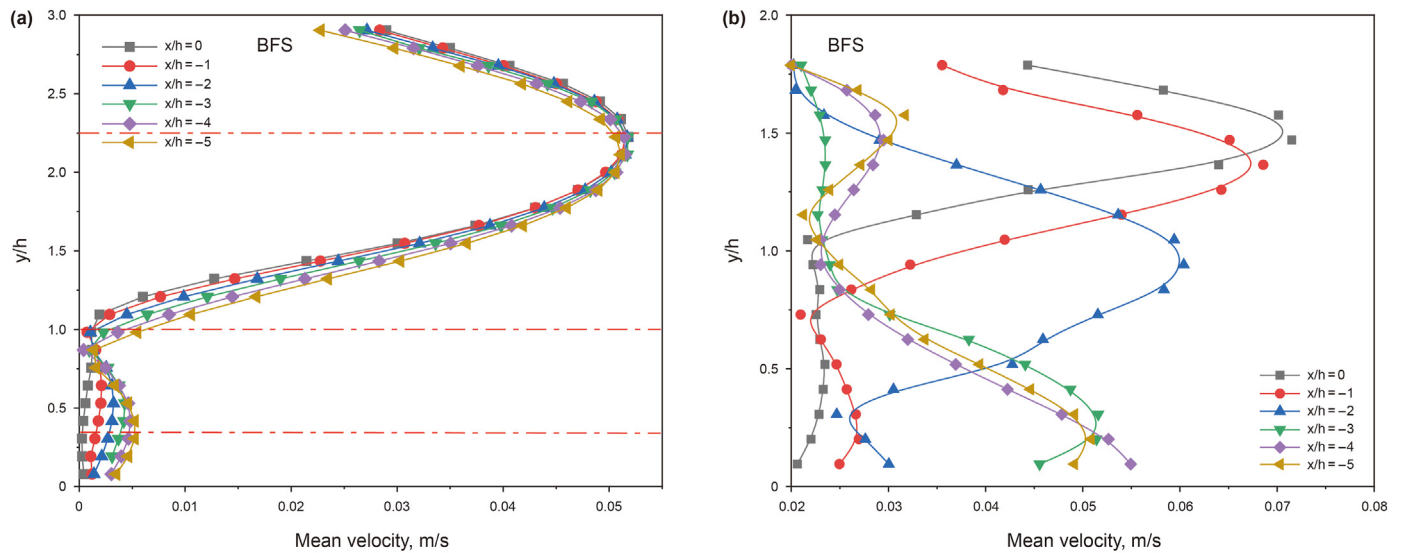 (a)
3.0
2.5
2.0
1.5
1.0
0.5
0
y/h
BFS
x/h = 0
x/h = −1
x/h = −2
x/h = −3
x/h = −4
x/h = −5
0
0.01
0.02
0.03
0.04
0.05
Mean velocity, m/s
(b)
2.0
1.5
1.0
0.5
0
y/h
BFS
x/h = 0
x/h = −1
x/h = −2
x/h = −3
x/h = −4
x/h = −5
0.02
0.03
0.04
0.05
0.06
0.07
0.08
Mean velocity, m/s